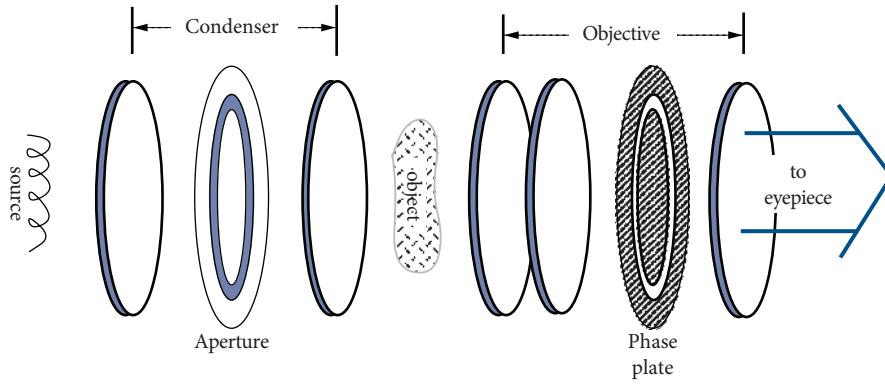 Condenser
Objective
source
object
to
eyepiece
Aperture
Phase
plate